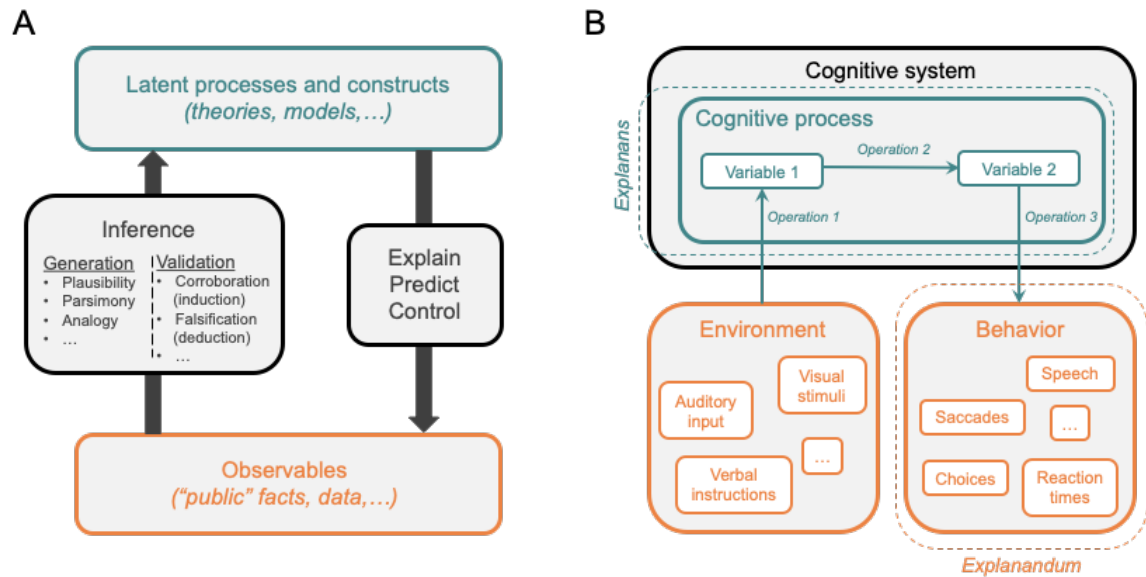 A
Latent processes and constructs
(theories, models,…)
Inference
Generation
• Plausibility
• Parsimony
• Analogy
• …
Validation
• Corroboration
(induction)
• Falsification
(deduction)
• …
Explain
Predict
Control
Observables
(“public” facts, data,…)
B
Cognitive system
Explanans
Cognitive process
Variable 1
Operation 2
Variable 2
Operation 1
Operation 3
Environment
Visual
stimuli
Auditory
input
…
Verbal
instructions
Behavior
Speech
Saccades
…
Choices
Reaction
times
Explanandum